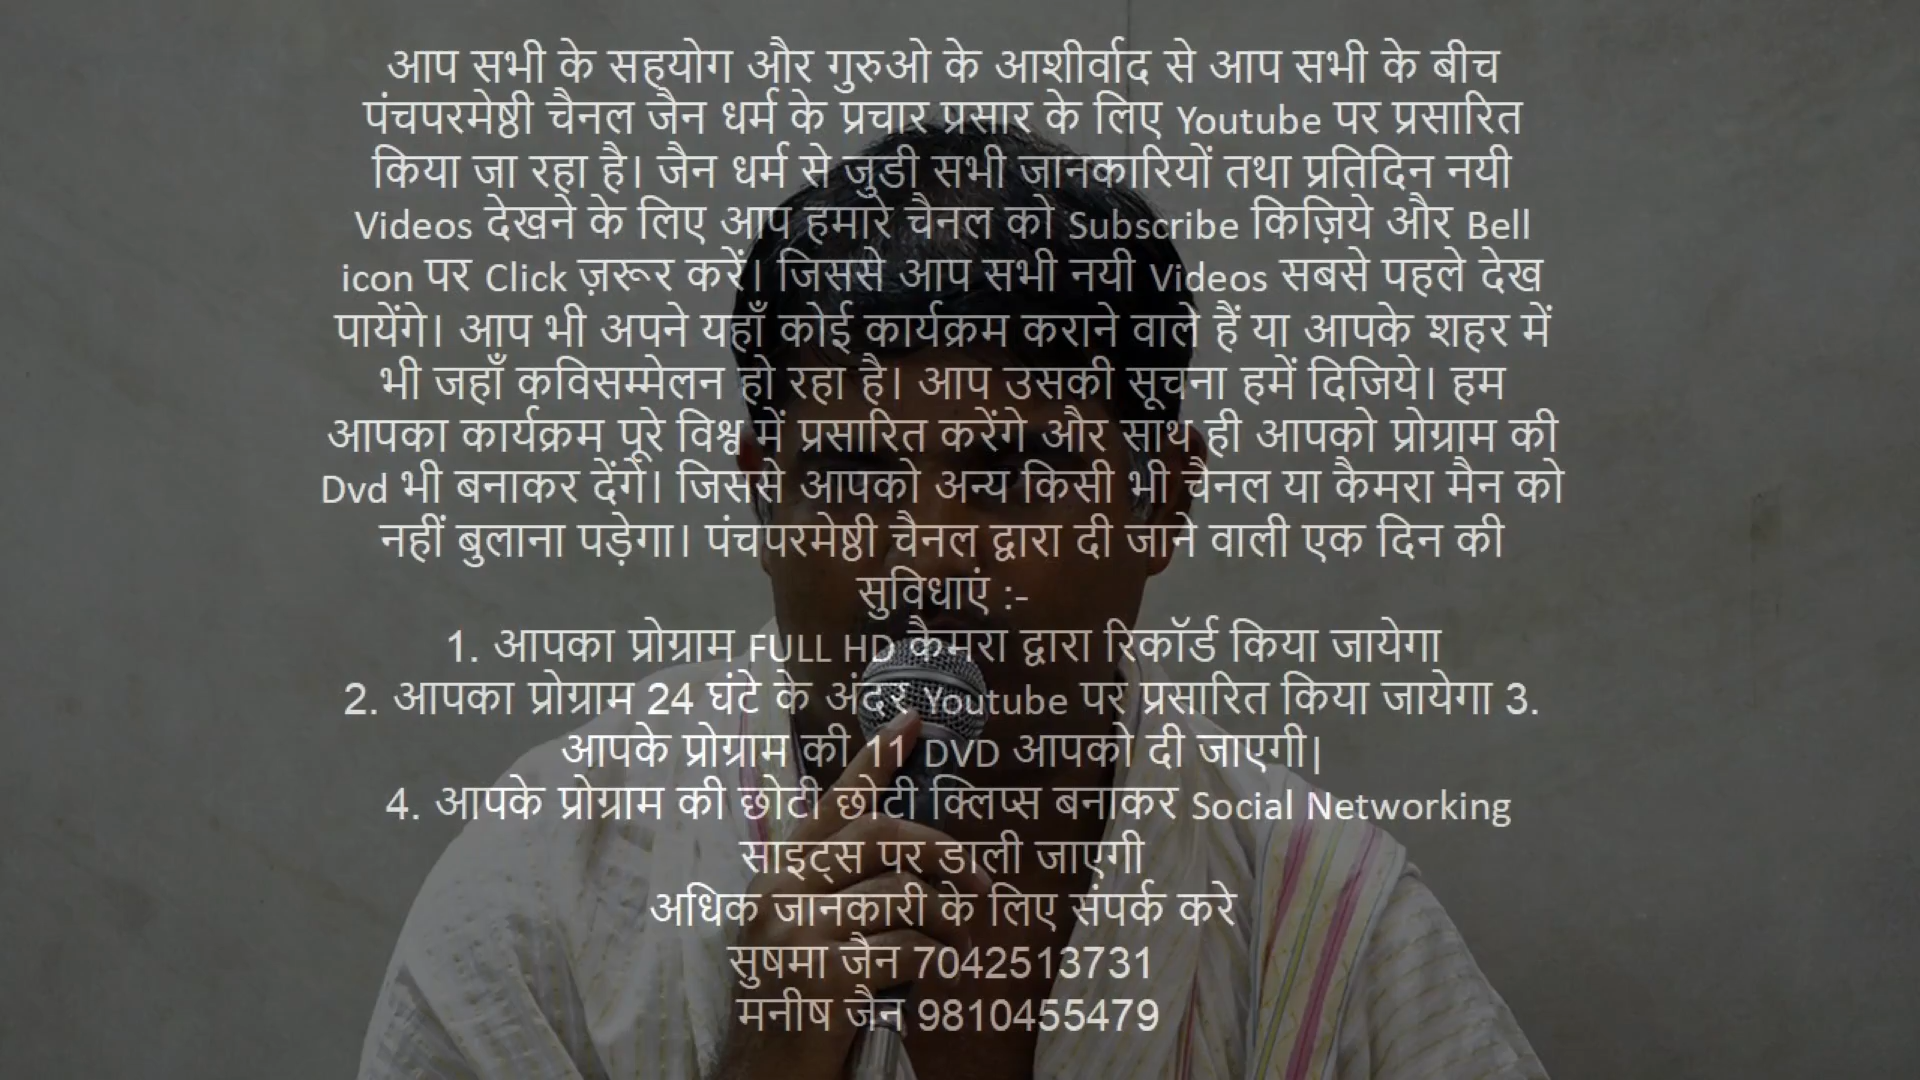 आप सभी के सहयोग और गुरुओ के आशीर्वाद से आप सभी के बीच
पंचपरमेष्ठी चैनल जैन धर्म के प्रचार प्रसार के लिए Youtube पर प्रसारित
किया जा रहा है। जैन धर्म से जुडी सभी जानकारियों तथा प्रतिदिन नयी
Videos देखने के लिए आप हमारे चैनल को Subscribe किज़िये और Bell
icon पर Click ज़रूर करें। जिससे आप सभी नयी Videos सबसे पहले देख
पायेंगे। आप भी अपने यहाँ कोई कार्यक्रम कराने वाले हैं या आपके शहर में
भी जहाँ कविसम्मेलन हो रहा है। आप उसकी सूचना हमें दिजिये। हम
आपका कार्यक्रम पूरे विश्व में प्रसारित करेंगे और साथ ही आपको प्रोग्राम की
Dvd भी बनाकर देंगे। जिससे आपको अन्य किसी भी चैनल या कैमरा मैन को
नहीं बुलाना पड़ेगा। पंचपरमेष्ठी चैनल द्वारा दी जाने वाली एक दिन की
सुविधाएं :-
1. आपका प्रोग्राम FULL HD कैमरा द्वारा रिकॉर्ड किया जायेगा
2. आपका प्रोग्राम 24 घंटे के अंदर Youtube पर प्रसारित किया जायेगा 3.
आपके प्रोग्राम की 11 DVD आपको दी जाएगी|
4. आपके प्रोग्राम की छोटी छोटी क्लिप्स बनाकर Social Networking
साइट्स पर डाली जाएगी
अधिक जानकारी के लिए संपर्क करे
सुषमा जैन 7042513731
मनीष जैन 9810455479